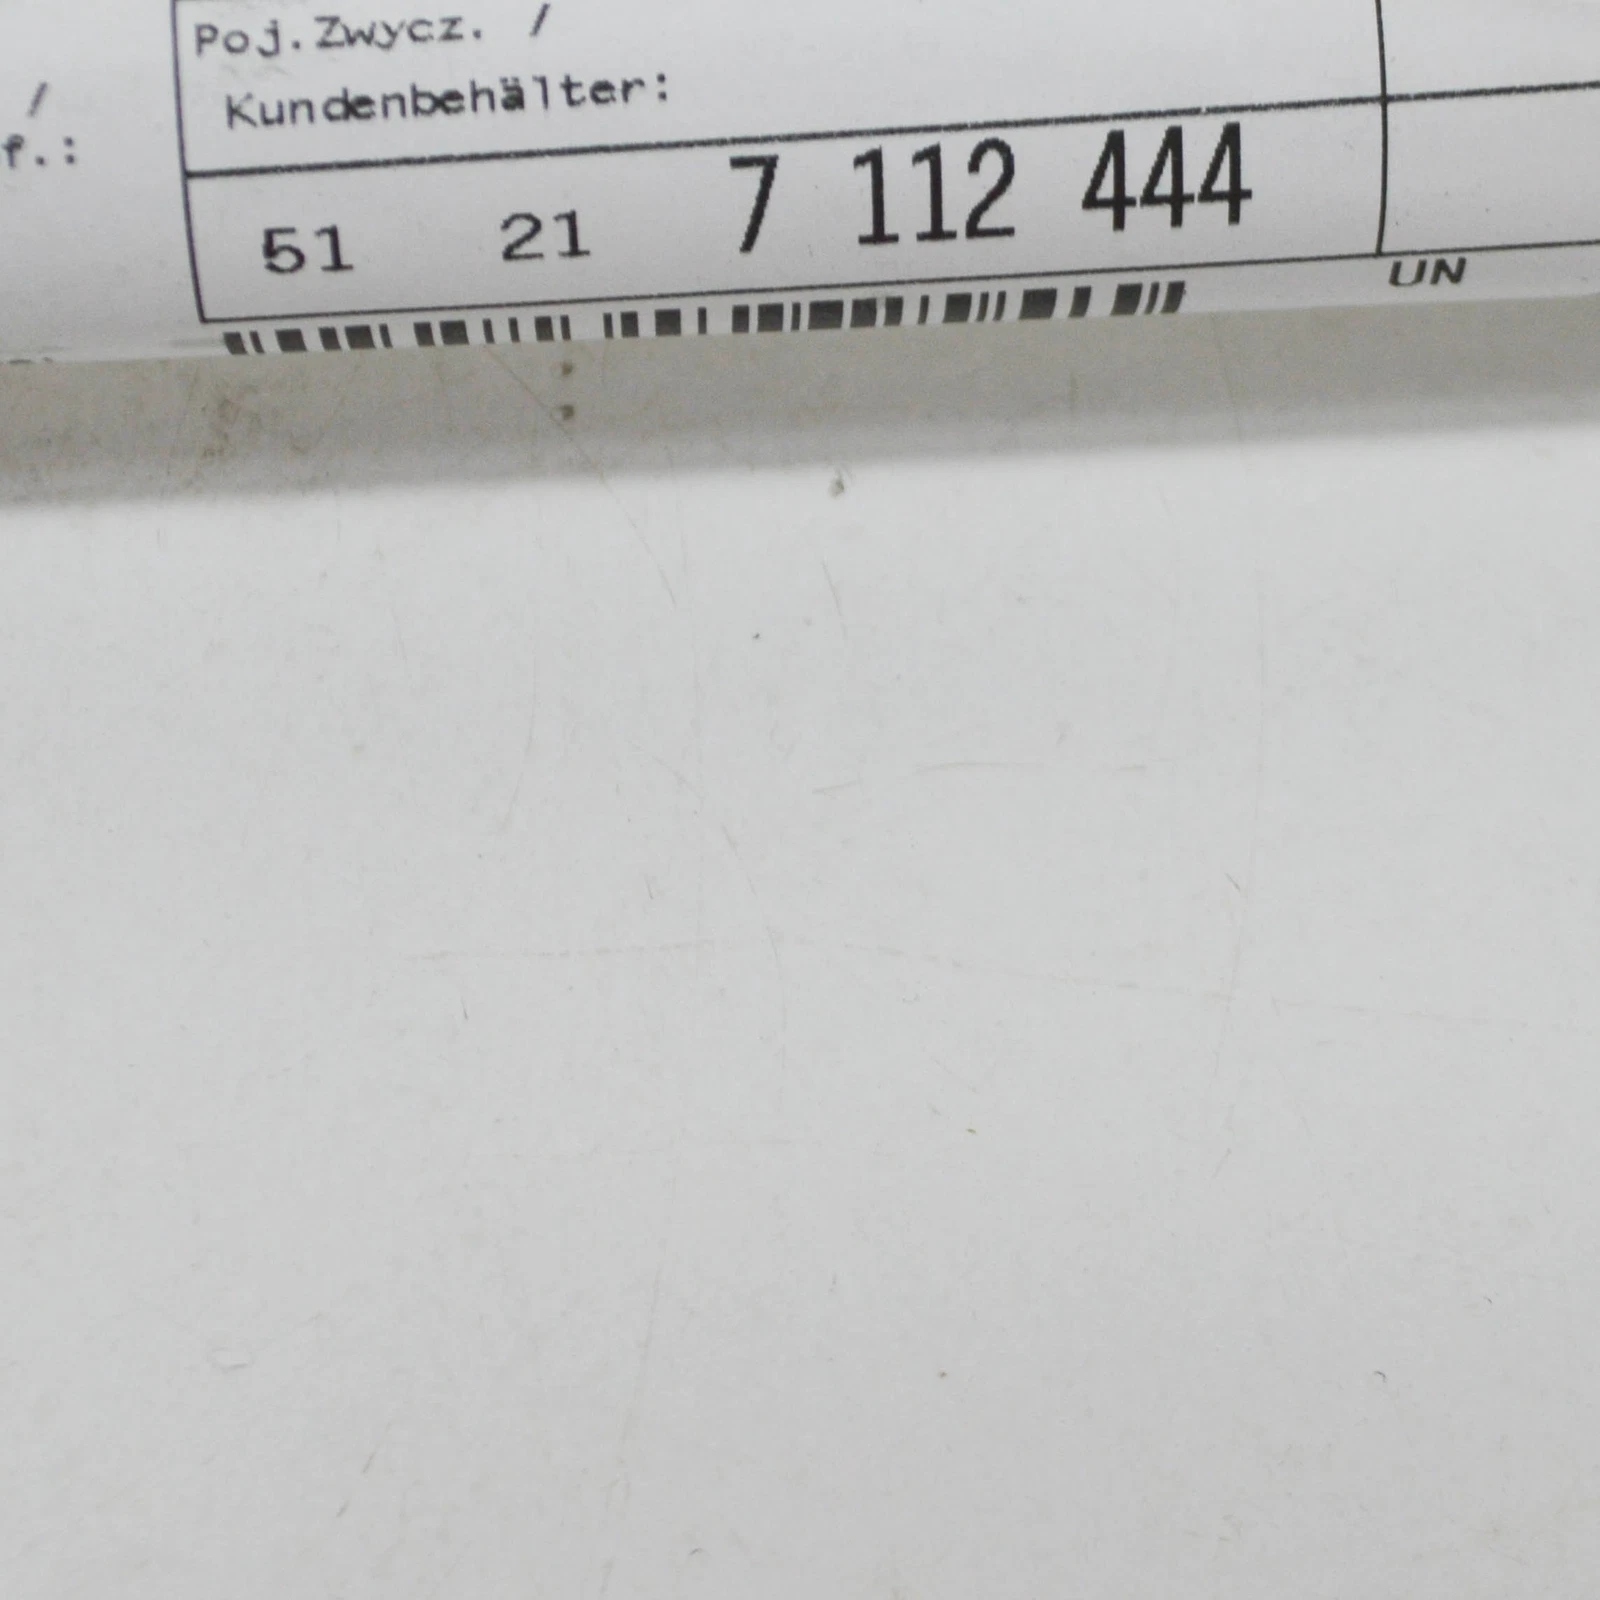 Poj.Zwycz. /
Kundenbehälter:
/
f.:
51 21 7 112 444
UN